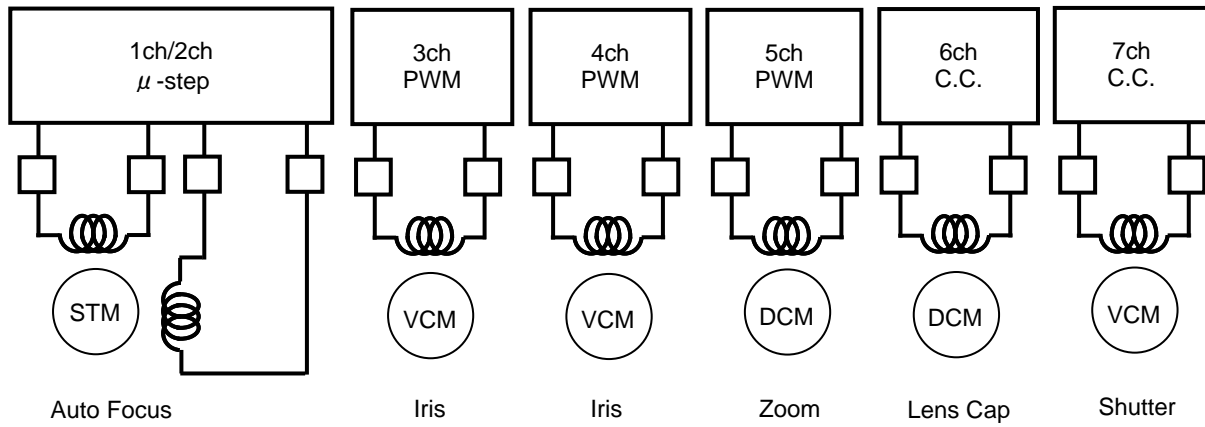 1ch/2ch
μ-step
3ch
PWM
4ch
PWM
5ch
PWM
6ch
C.C.
7ch
C.C.
STM
VCM
VCM
DCM
DCM
VCM
Auto Focus
Iris
Iris
Zoom
Lens Cap
Shutter